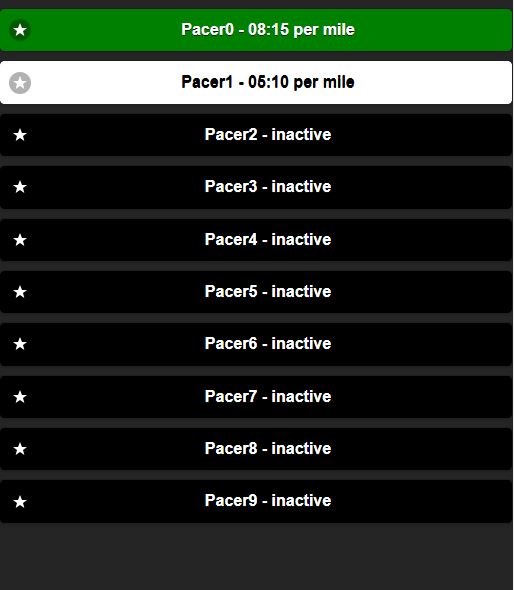 Pacer0 - 08:15 per mile
Pacer1 - 05:10 per mile
Pacer2 - inactive
Pacer3 - inactive
Pacer4 - inactive
Pacer5 - inactive
Pacer6 - inactive
Pacer7 - inactive
Pacer8 - inactive
Pacer9 - inactive